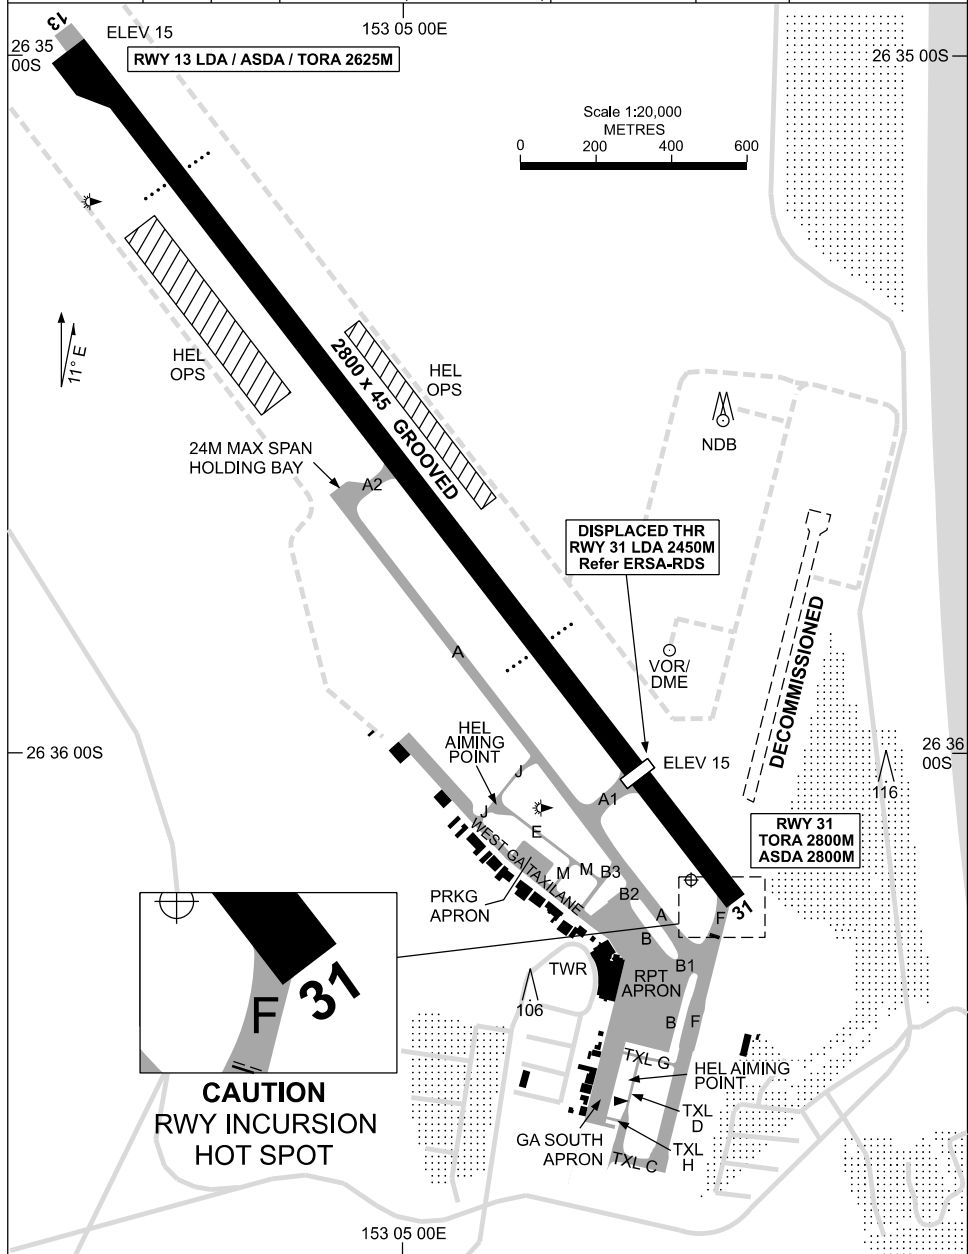 13
ELEV 15
153 05 00E
26 35
00S
RWY 13 LDA / ASDA / TORA 2625M
26 35 00S
Scale 1:20,000
METRES
0 200 400 600
11° E
HEL
OPS
2800 x 45 GROOVED
HEL
OPS
NDB
24M MAX SPAN
HOLDING BAY
A2
DISPLACED THR
RWY 31 LDA 2450M
Refer ERSA-RDS
DECOMMISSIONED
A
VOR/
DME
26 36 00S
HEL
AIMING
POINT
ELEV 15
26 36
00S
116
J
A1
J
E
RWY 31
TORA 2800M
ASDA 2800M
WEST GA TAXILANE
M
M
B3
PRKG
APRON
B2
A
F
31
B
TWR
B1
RPT
APRON
106
B
F
F
31
TXL G
HEL AIMING
POINT
CAUTION
RWY INCURSION
HOT SPOT
TXL
D
GA SOUTH
APRON
TXL
H
TXL C
153 05 00E